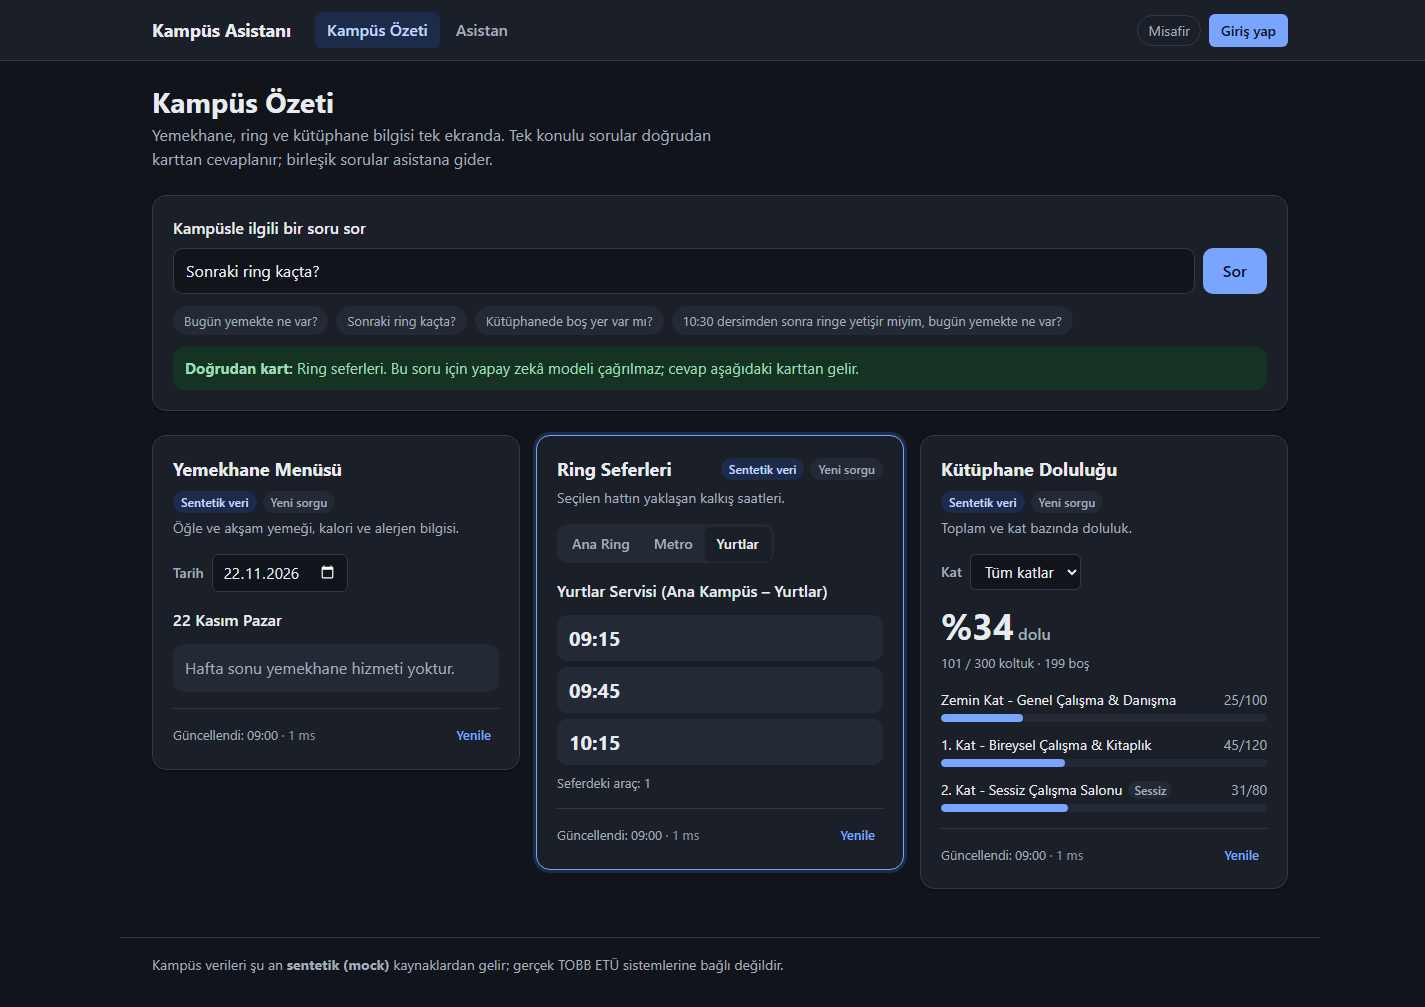 Kampüs Asistanı
Kampüs Özeti
Asistan
Misafir
Giriş yap
Kampüs Özeti
Yemekhane, ring ve kütüphane bilgisi tek ekranda. Tek konulu sorular doğrudan
karttan cevaplanır; birleşik sorular asistana gider.
Kampüsle ilgili bir soru sor
Sonraki ring kaçta?
Sor
Bugün yemekte ne var?
Sonraki ring kaçta?
Kütüphanede boş yer var mı?
10:30 dersimden sonra ringe yetişir miyim, bugün yemekte ne var?
Doğrudan kart: Ring seferleri. Bu soru için yapay zekâ modeli çağrılmaz; cevap aşağıdaki karttan gelir.
Yemekhane Menüsü
Sentetik veri
Yeni sorgu
Öğle ve akşam yemeği, kalori ve alerjen bilgisi.
Tarih
22.11.2026
22 Kasım Pazar
Hafta sonu yemekhane hizmeti yoktur.
Güncellendi: 09:00 · 1 ms
Yenile
Ring Seferleri
Sentetik veri
Yeni sorgu
Seçilen hattın yaklaşan kalkış saatleri.
Ana Ring
Metro
Yurtlar
Yurtlar Servisi (Ana Kampüs – Yurtlar)
09:15
09:45
10:15
Seferdeki araç: 1
Güncellendi: 09:00 · 1 ms
Yenile
Kütüphane Doluluğu
Sentetik veri
Yeni sorgu
Toplam ve kat bazında doluluk.
Kat
Tüm katlar
%34 dolu
101 / 300 koltuk · 199 boş
Zemin Kat - Genel Çalışma & Danışma
25/100
1. Kat - Bireysel Çalışma & Kitaplık
45/120
2. Kat - Sessiz Çalışma Salonu
Sessiz
31/80
Güncellendi: 09:00 · 1 ms
Yenile
Kampüs verileri şu an sentetik (mock) kaynaklardan gelir; gerçek TOBB ETÜ sistemlerine bağlı değildir.